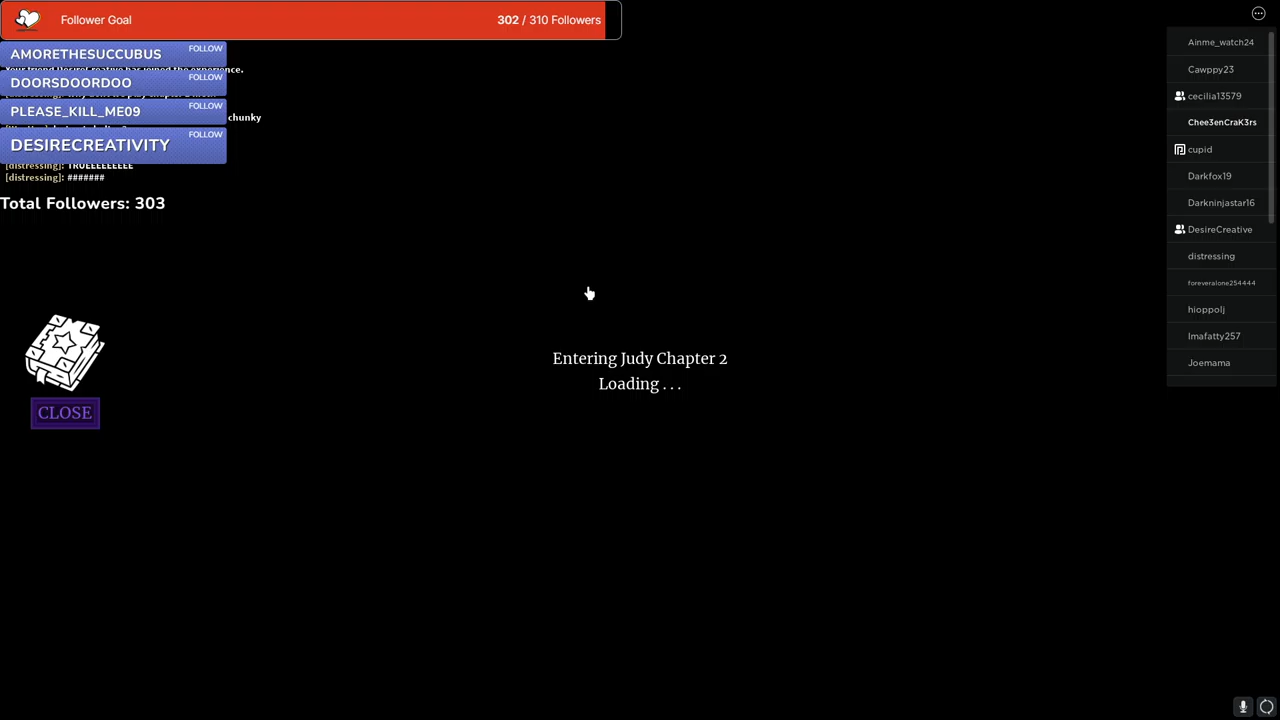 Follower Goal
302 / 310 Followers
AMORETHESUCCUBUS
FOLLOW
DOORSDOORDOO
FOLLOW
PLEASE_KILL_ME09
FOLLOW
chunky
DESIRECREATIVITY
FOLLOW
[distressing]: TRUEEEEEEEE
[distressing]: #######
Total Followers: 303
Entering Judy Chapter 2
Loading . . .
CLOSE
Ainme_watch24
Cawppy23
cecilia13579
Chee3enCraK3rs
cupid
Darkfox19
Darkninjastar16
DesireCreative
distressing
foreveralone254444
hioppolj
Imafatty257
Joemama